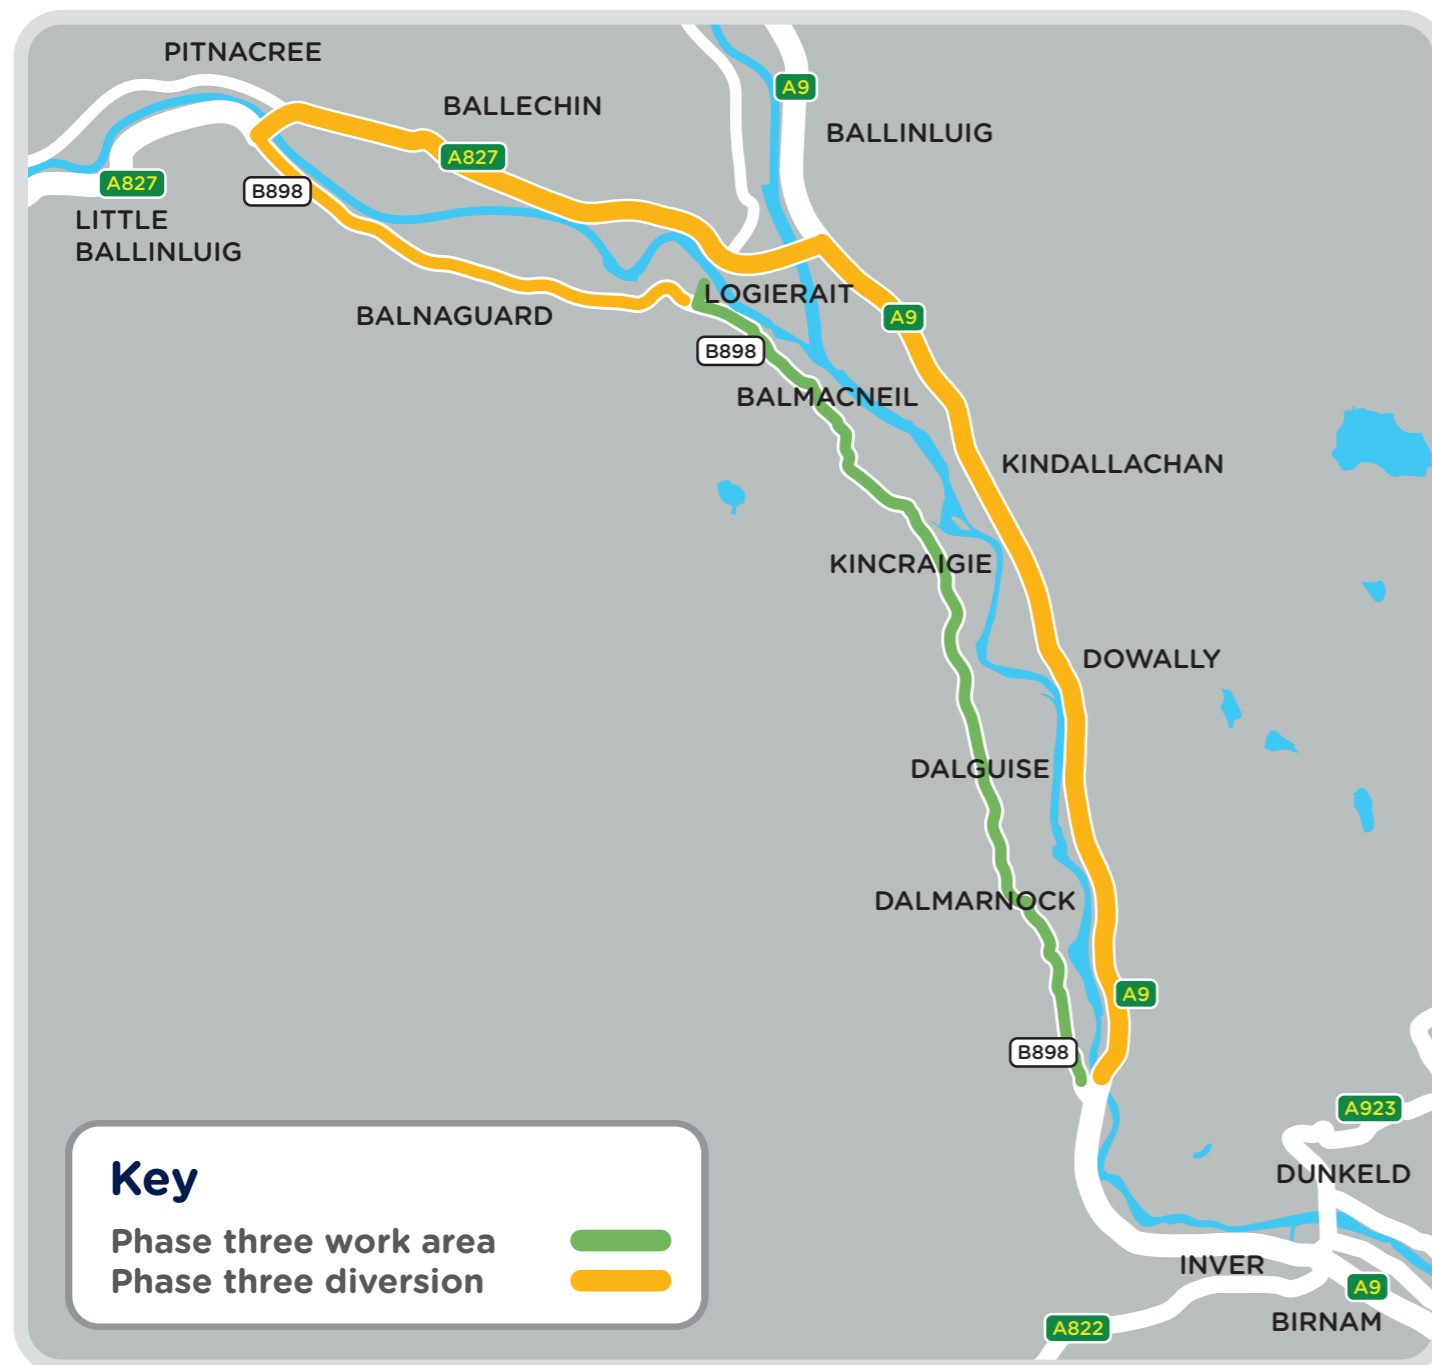 PITNACREE
A9
BALLECHIN
BALLINLUIG
A827
A827
B898
LITTLE
BALLINLUIG
LOGIERAIT
BALNAGUARD
A9
B898
BALMACNEIL
KINDALLACHAN
KINCRAIGIE
DOWALLY
DALGUISE
DALMARNOCK
A9
B898
A923
DUNKELD
INVER
A9
BIRNAM
A822
Key
Phase three work area
Phase three diversion